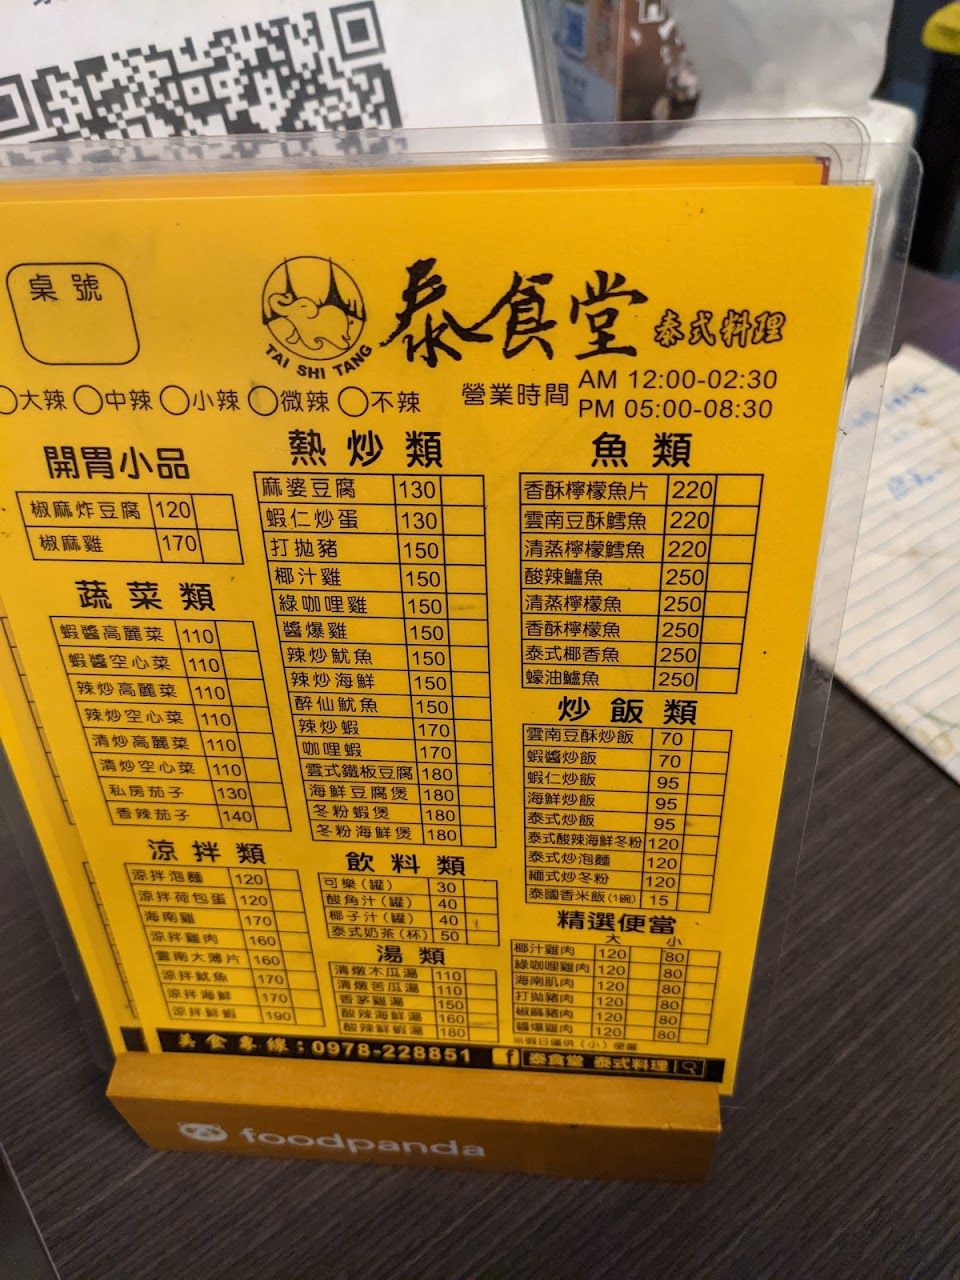 桌號
TAI SHI TANG
泰食堂 泰式料理
大辣 中辣 小辣 微辣 不辣
營業時間 AM 12:00-02:30
PM 05:00-08:30
開胃小品
椒麻炸豆腐 120
椒麻雞 170
蔬菜類
蝦醬高麗菜 110
蝦醬空心菜 110
辣炒高麗菜 110
辣炒空心菜 110
清炒高麗菜 110
清炒空心菜 110
私房茄子 130
香辣茄子 140
涼拌類
涼拌泡麵 120
涼拌荷包蛋 120
海南雞 170
涼拌雞肉 160
雲南大薄片 160
涼拌魷魚 170
涼拌海鮮 170
涼拌鮮蝦 190
熱炒類
麻婆豆腐 130
蝦仁炒蛋 130
打拋豬 150
椰汁雞 150
綠咖哩雞 150
醬爆雞 150
辣炒魷魚 150
辣炒海鮮 150
醉仙魷魚 150
辣炒蝦 170
咖哩蝦 170
雲式鐵板豆腐 180
海鮮豆腐煲 180
冬粉蝦煲 180
冬粉海鮮煲 180
飲料類
可樂(罐) 30
酸角汁(罐) 40
椰子汁(罐) 40
泰式奶茶(杯) 50
湯類
清燉木瓜湯 110
清燉苦瓜湯 110
香茅雞湯 150
酸辣海鮮湯 160
酸辣鮮蝦湯 180
魚類
香酥檸檬魚片 220
雲南豆酥鱈魚 220
清蒸檸檬鱈魚 220
酸辣鱸魚 250
清蒸檸檬魚 250
香酥檸檬魚 250
泰式椰香魚 250
蠔油鱸魚 250
炒飯類
雲南豆酥炒飯 70
蝦醬炒飯 70
蝦仁炒飯 95
海鮮炒飯 95
泰式炒飯 95
泰式酸辣海鮮冬粉 120
泰式炒泡麵 120
緬式炒冬粉 120
泰國香米飯(1碗) 15
精選便當
大 小
椰汁雞肉 120 80
綠咖哩雞肉 120 80
海南肌肉 120 80
打拋豬肉 120 80
椒麻豬肉 120 80
醬爆雞肉 120 80
※假日僅供(小)便當
美食專線:0978-228851
f 泰食堂 泰式料理
foodpanda